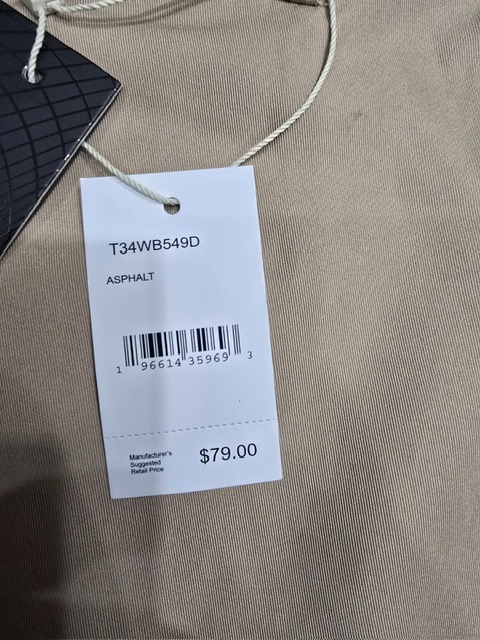 T34WB549D
ASPHALT
1 96614 35969 3
Manufacturer's
Suggested
Retail Price
$79.00